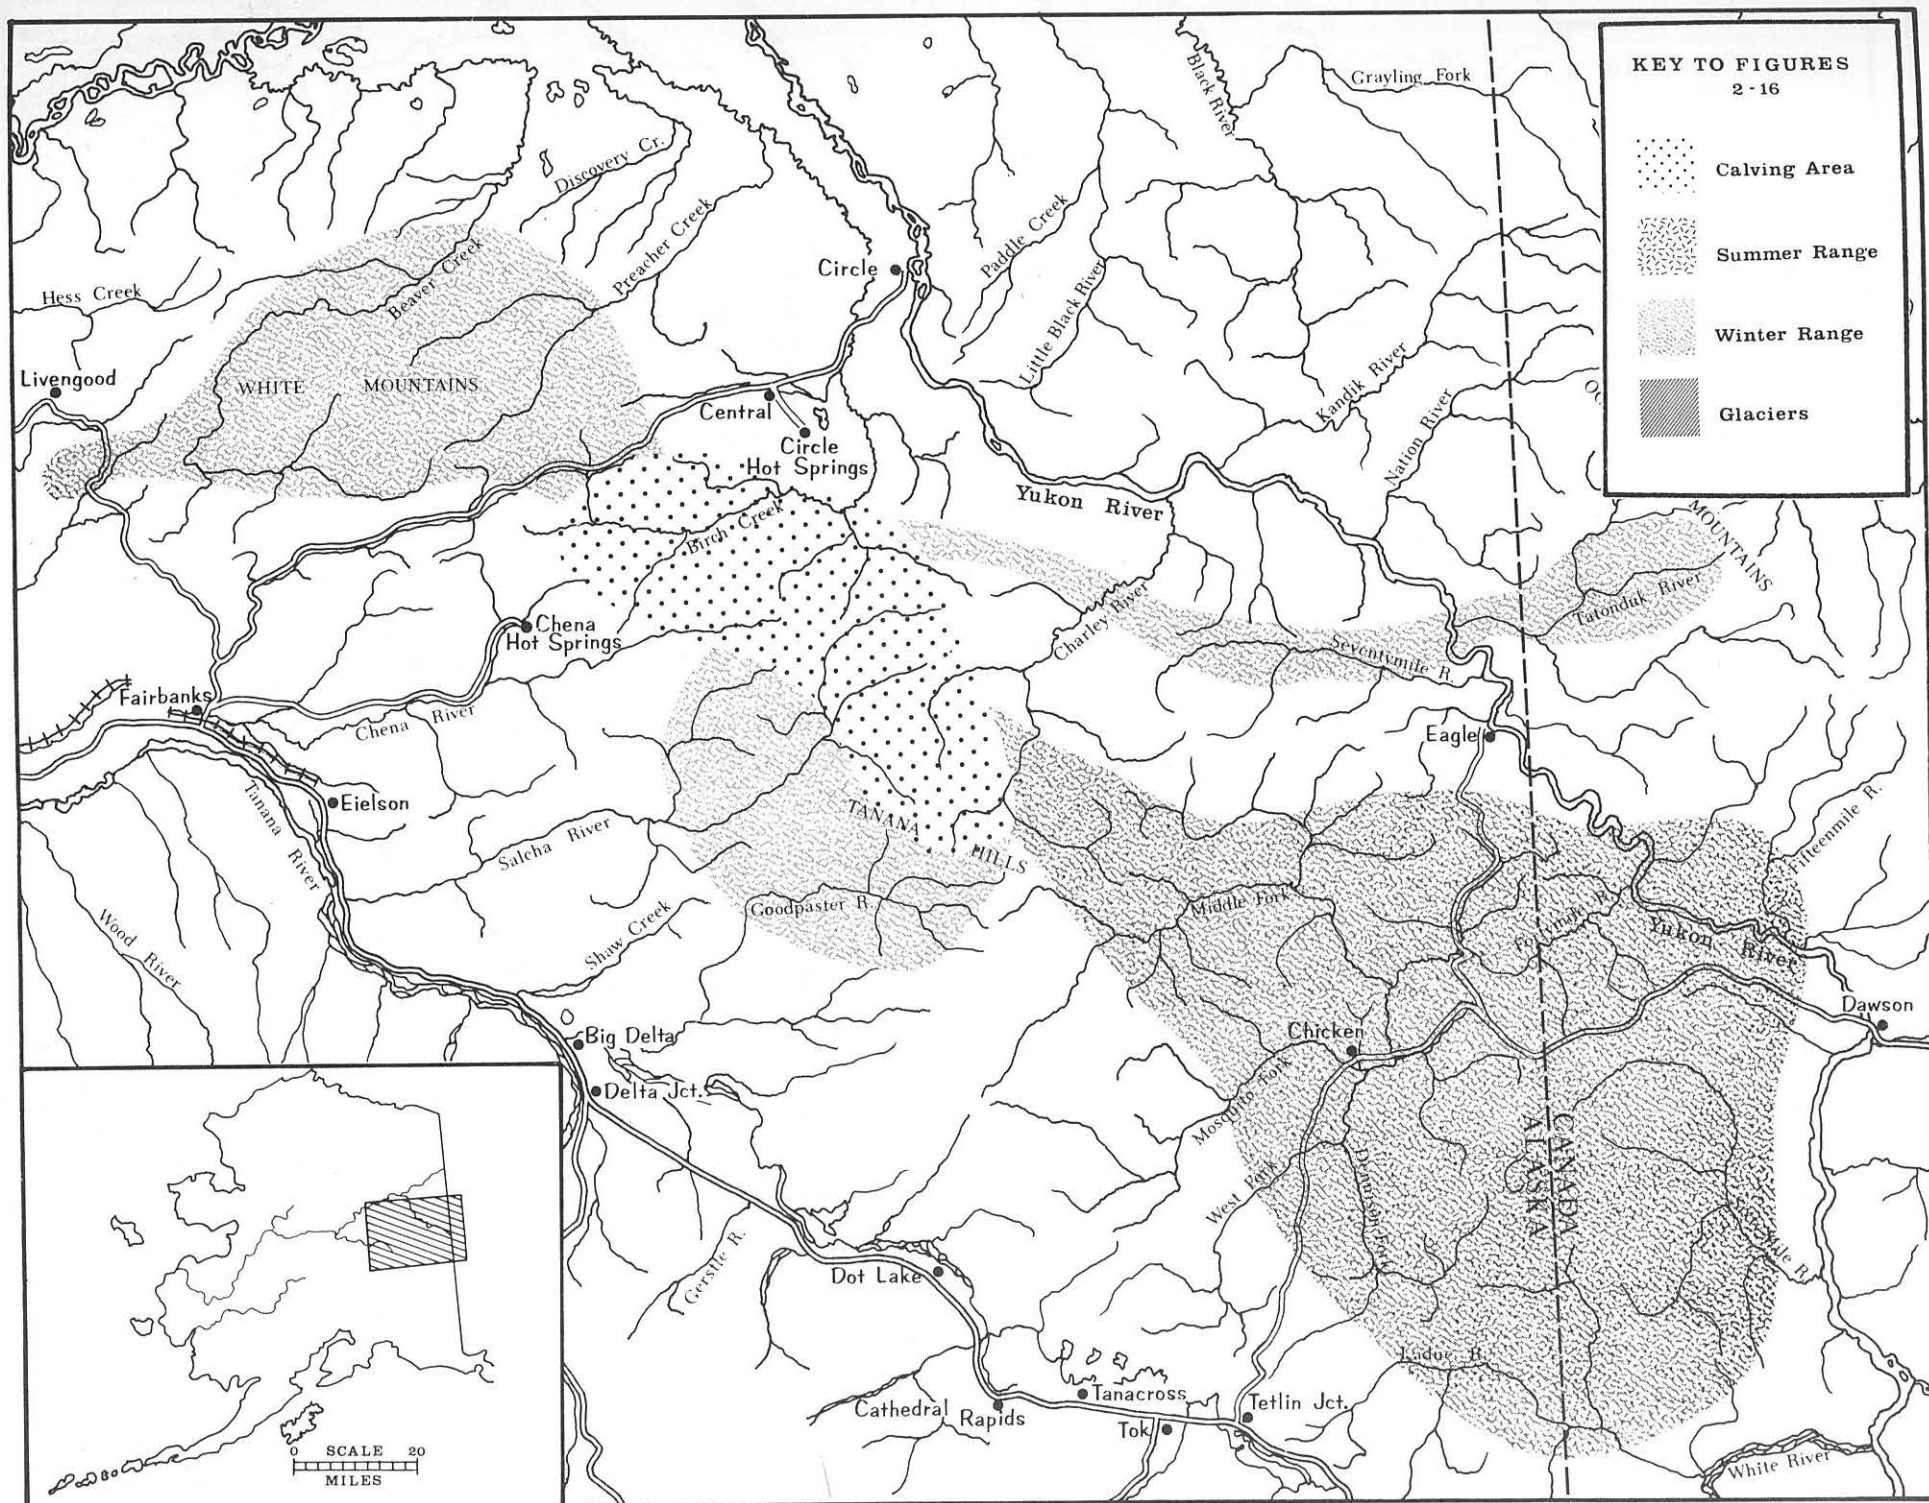 KEY TO FIGURES
2-16
Calving Area
Summer Range
Winter Range
Glaciers
Black River
Grayling Fork
Discovery Cr.
Preacher Creek
Paddle Creek
Circle
Beaver Creek
Little Black River
Hess Creek
Kandik River
Livengood
WHITE MOUNTAINS
Nation River
Central
Circle
Hot Springs
Yukon River
Birch Creek
MOUNTAINS
Tatonduk River
Charley River
Chena
Hot Springs
Seventymile R.
Fairbanks
Chena River
Eagle
Tanana River
Eielson
TANANA
HILLS
Salcha River
Fifteenmile R.
Goodpaster R.
Middle Fork
Wood River
Shaw Creek
Fortymile R.
Yukon River
Dawson
Big Delta
Chicken
Delta Jct.
Mosquito Fork
CANADA
ALASKA
West Fork
Dennison Fork
Gerstle R.
Dot Lake
Ladue R.
Tanacross
Cathedral Rapids
Tetlin Jct.
Tok
White River
0 SCALE 20
MILES